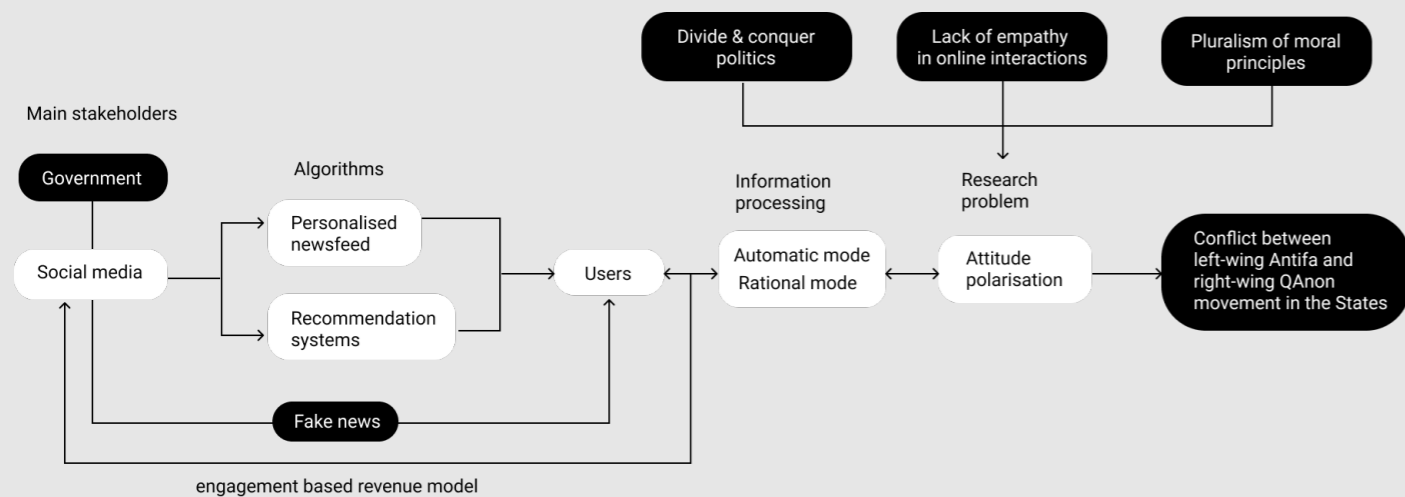 Divide & conquer
politics
Lack of empathy
in online interactions
Pluralism of moral
principles
Main stakeholders
Government
Social media
Algorithms
Personalised
newsfeed
Recommendation
systems
Fake news
Users
Information
processing
Automatic mode
Rational mode
Research
problem
Attitude
polarisation
Conflict between
left-wing Antifa and
right-wing QAnon
movement in the States
engagement based revenue model